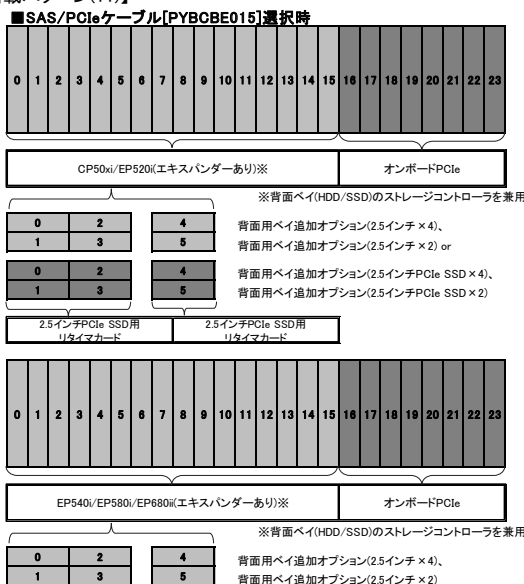 ■SAS/PCIeケーブル[PYBCBE015]選択時
0 1 2 3 4 5 6 7 8 9 10 11 12 13 14 15 16 17 18 19 20 21 22 23
CP50xi/EP520i(エキスパンダーあり)※ オンボードPCIe
※背面ベイ(HDD/SSD)のストレージコントローラを兼用
0 2 4 背面用ベイ追加オプション(2.5インチ×4)、
1 3 5 背面用ベイ追加オプション(2.5インチ×2) or
0 2 4 背面用ベイ追加オプション(2.5インチPCIe SSD×4)、
1 3 5 背面用ベイ追加オプション(2.5インチPCIe SSD×2)
2.5インチPCIe SSD用 2.5インチPCIe SSD用
リタイマカード リタイマカード
0 1 2 3 4 5 6 7 8 9 10 11 12 13 14 15 16 17 18 19 20 21 22 23
EP540i/EP580i/EP680ii(エキスパンダーあり)※ オンボードPCIe
※背面ベイ(HDD/SSD)のストレージコントローラを兼用
0 2 4 背面用ベイ追加オプション(2.5インチ×4)、
1 3 5 背面用ベイ追加オプション(2.5インチ×2)